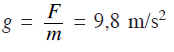 g = F/m = 9,8 m/s²